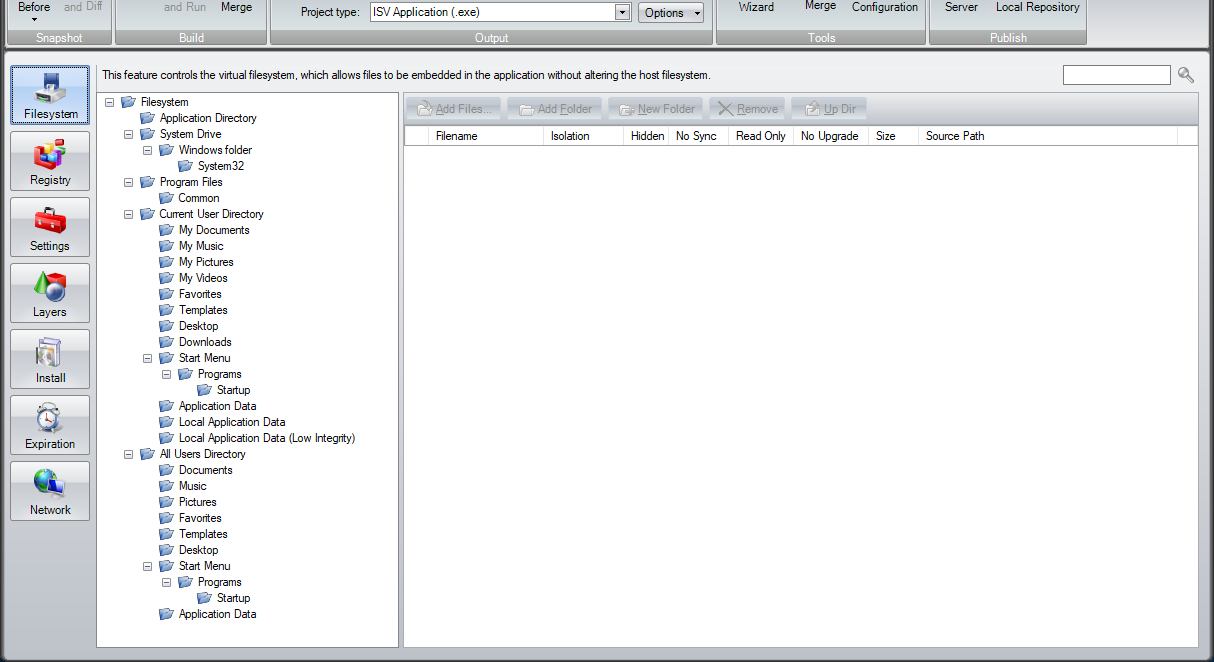 Before and Diff and Run Merge Project type: ISV Application (.exe) Options Wizard Merge Configuration Server Local Repository
Snapshot Build Output Tools Publish
This feature controls the virtual filesystem, which allows files to be embedded in the application without altering the host filesystem.
Filesystem
Registry
Settings
Layers
Install
Expiration
Network
Filesystem
Application Directory
System Drive
Windows folder
System32
Program Files
Common
Current User Directory
My Documents
My Music
My Pictures
My Videos
Favorites
Templates
Desktop
Downloads
Start Menu
Programs
Startup
Application Data
Local Application Data
Local Application Data (Low Integrity)
All Users Directory
Documents
Music
Pictures
Favorites
Templates
Desktop
Start Menu
Programs
Startup
Application Data
Add Files... Add Folder New Folder Remove Up Dir
Filename Isolation Hidden No Sync Read Only No Upgrade Size Source Path